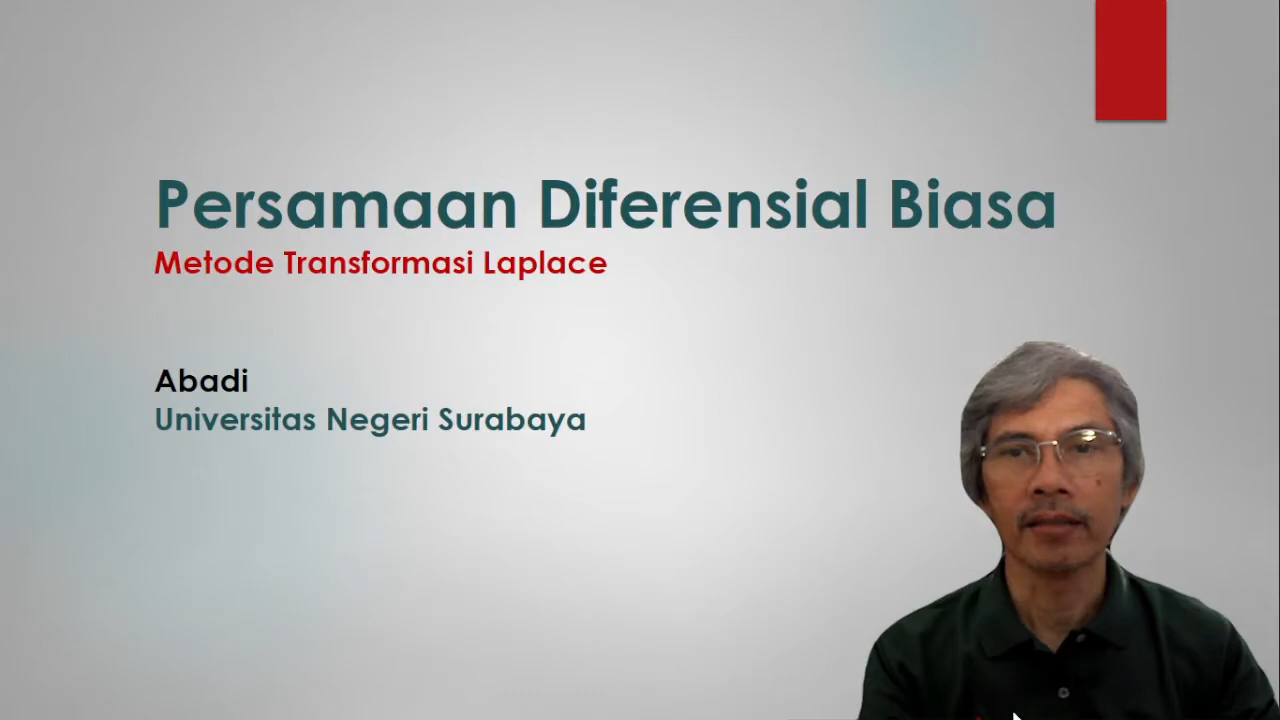 Persamaan Diferensial Biasa
Metode Transformasi Laplace
Abadi
Universitas Negeri Surabaya